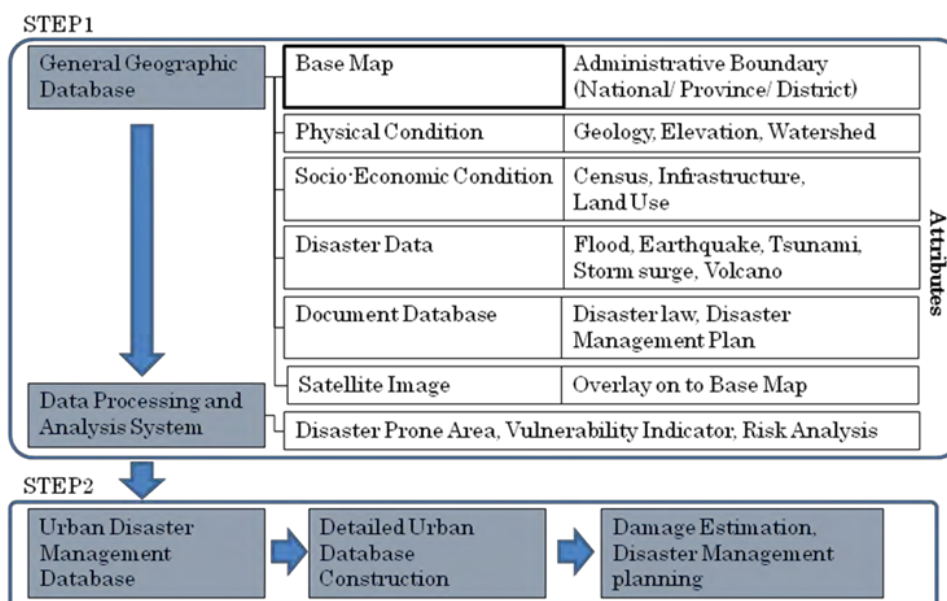 STEP1
General Geographic
Database
Base Map
Administrative Boundary
(National/ Province/ District)
Physical Condition
Geology, Elevation, Watershed
Socio-Economic Condition
Census, Infrastructure,
Land Use
Disaster Data
Flood, Earthquake, Tsunami,
Storm surge, Volcano
Document Database
Disaster law, Disaster
Management Plan
Satellite Image
Overlay on to Base Map
Attributes
Data Processing and
Analysis System
Disaster Prone Area, Vulnerability Indicator, Risk Analysis
STEP2
Urban Disaster
Management
Database
Detailed Urban
Database
Construction
Damage Estimation,
Disaster Management
planning